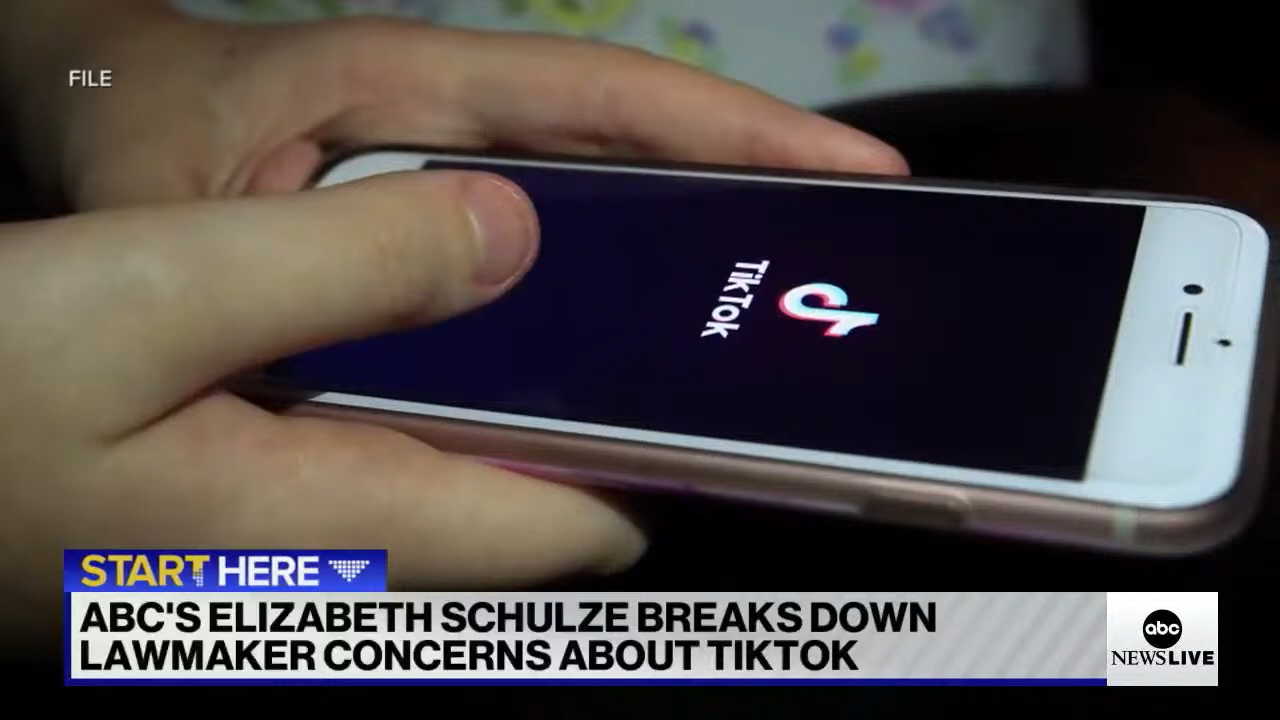 FILE
TikTok
START HERE
ABC'S ELIZABETH SCHULZE BREAKS DOWN
LAWMAKER CONCERNS ABOUT TIKTOK
abc
NEWS LIVE